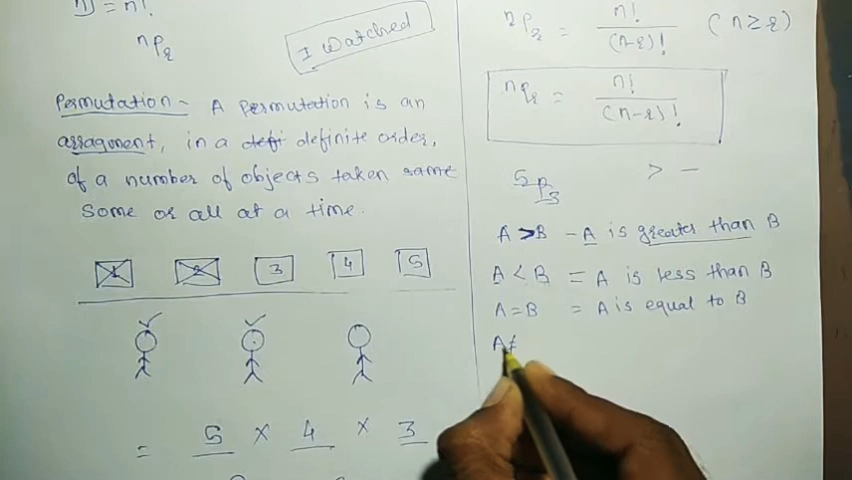 n) = n!
nPr
I Watched
Permutation - A Permutation is an
arragoment, in a defi definite order,
of a number of objects taken same
some or all at a time.
1 2 3 4 5
= 5 × 4 × 3
nPr = n! / (n-r)! ( n ≥ r )
nPr = n! / (n-r)!
5P3 > -
A > B - A is greater than B
A < B = A is less than B
A = B = A is equal to B
A ≠